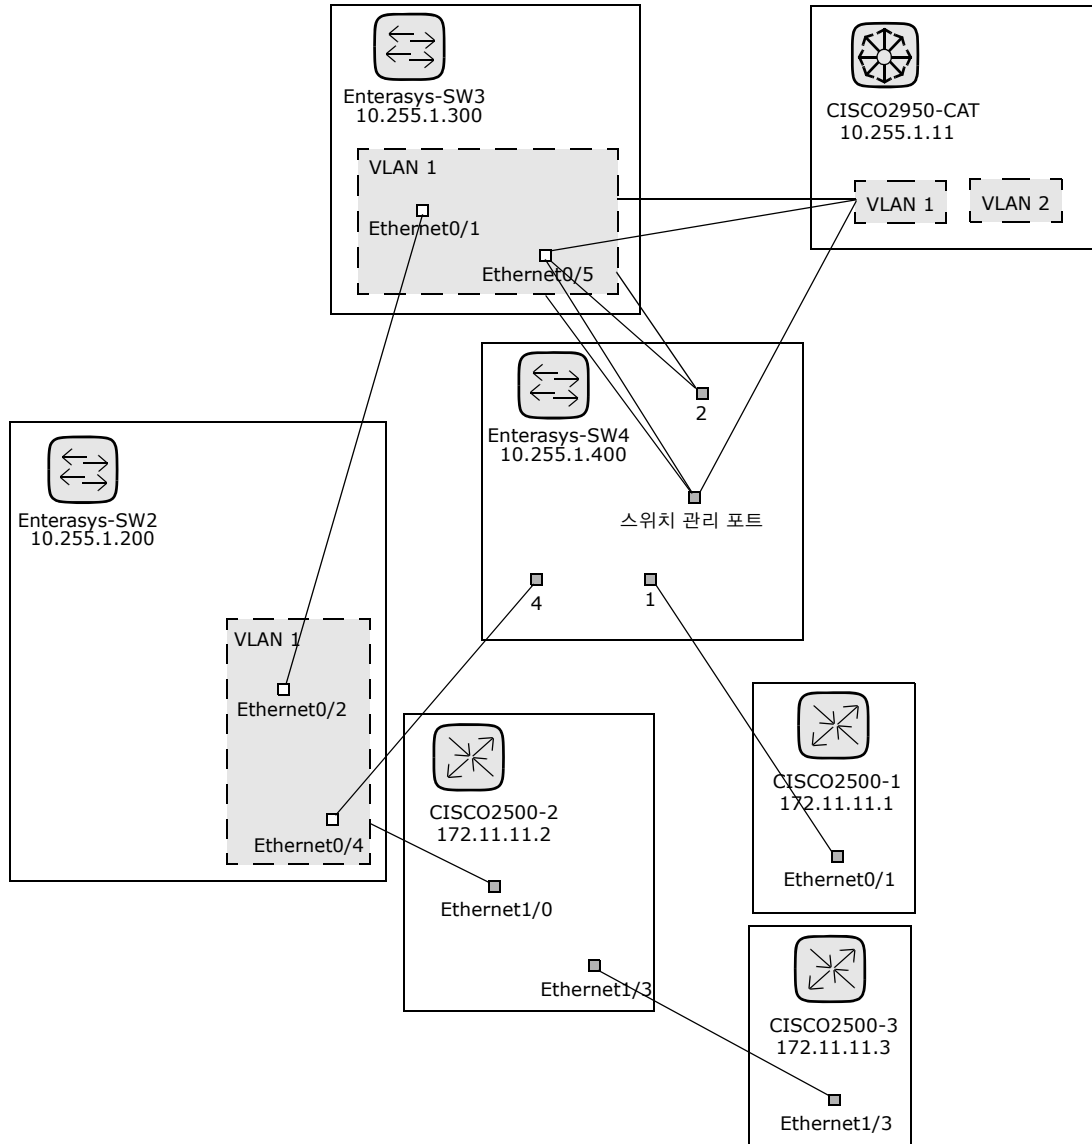 Enterasys-SW3
10.255.1.300
VLAN 1
Ethernet0/1
Ethernet0/5
CISCO2950-CAT
10.255.1.11
VLAN 1
VLAN 2
Enterasys-SW4
10.255.1.400
2
스위치 관리 포트
4
1
Enterasys-SW2
10.255.1.200
VLAN 1
Ethernet0/2
Ethernet0/4
CISCO2500-2
172.11.11.2
Ethernet1/0
Ethernet1/3
CISCO2500-1
172.11.11.1
Ethernet0/1
CISCO2500-3
172.11.11.3
Ethernet1/3